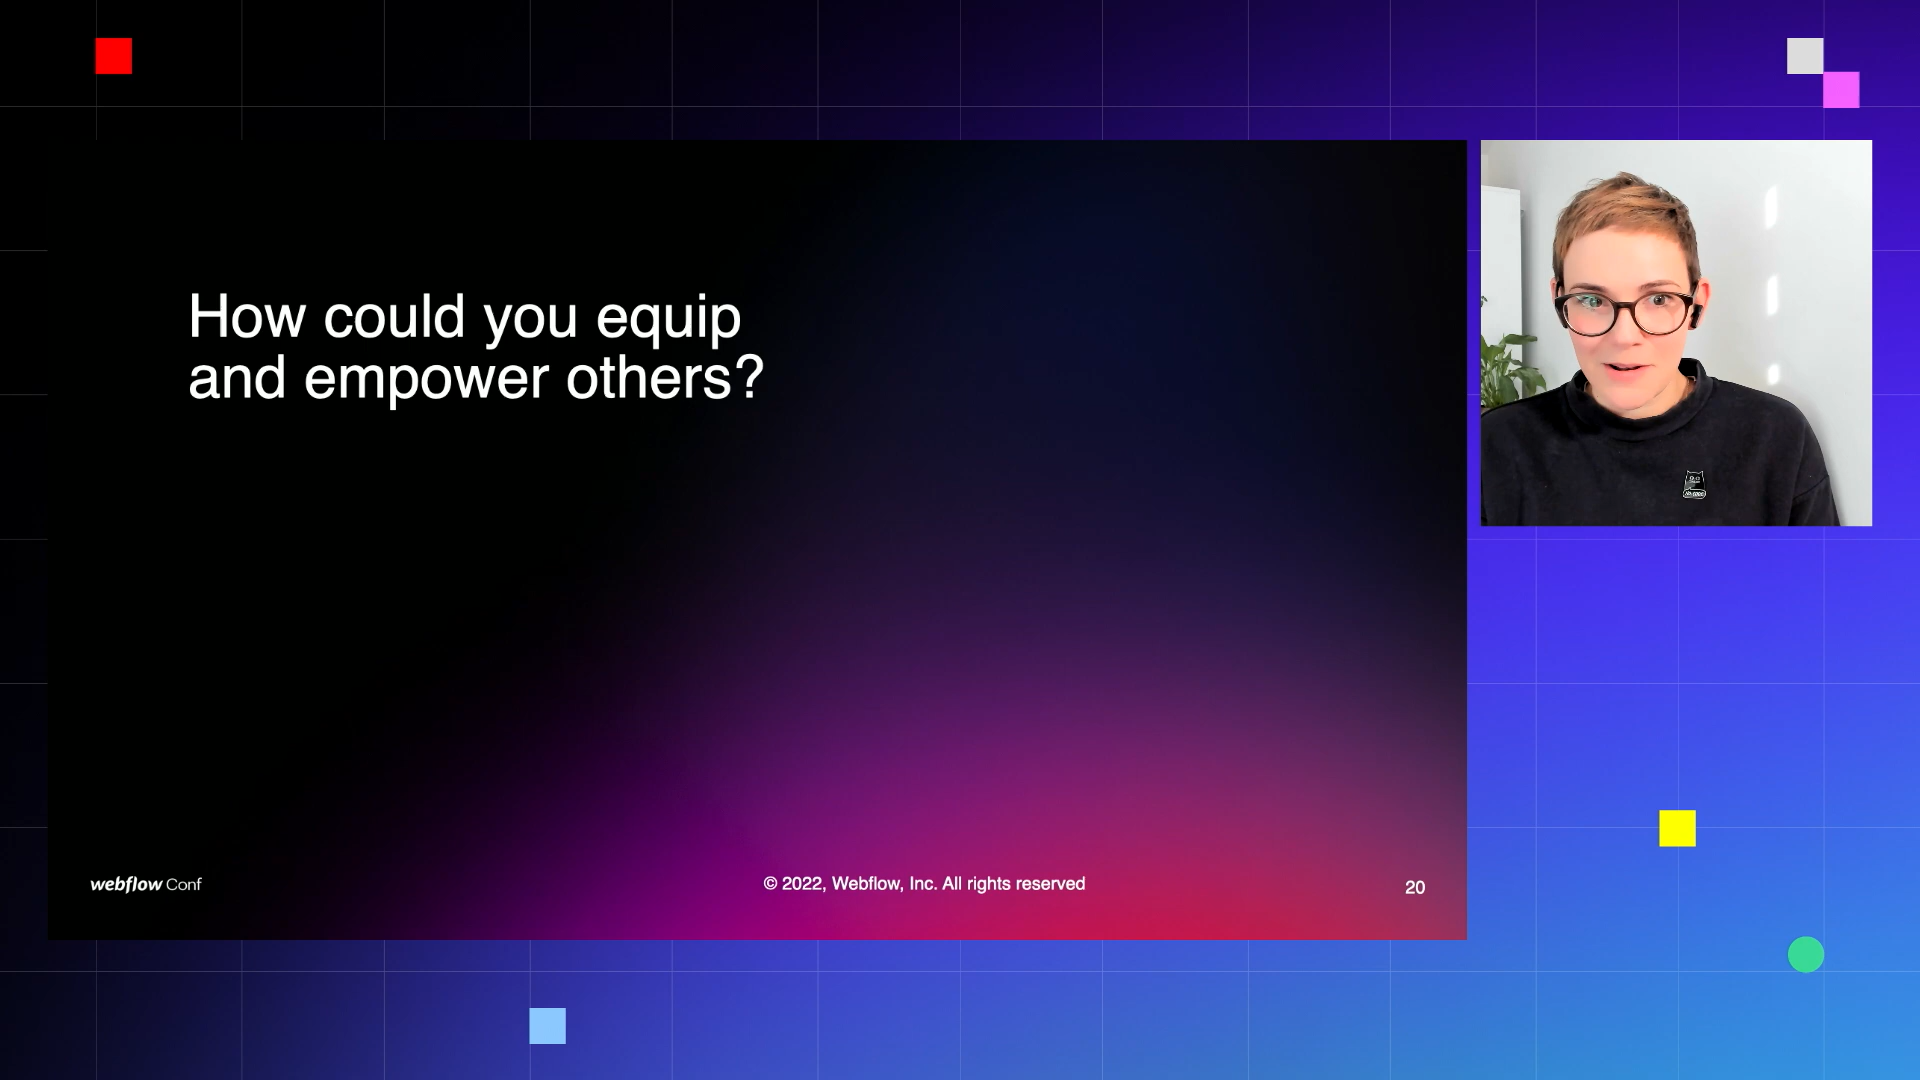 How could you equip
and empower others?
webflow Conf
© 2022, Webflow, Inc. All rights reserved
20